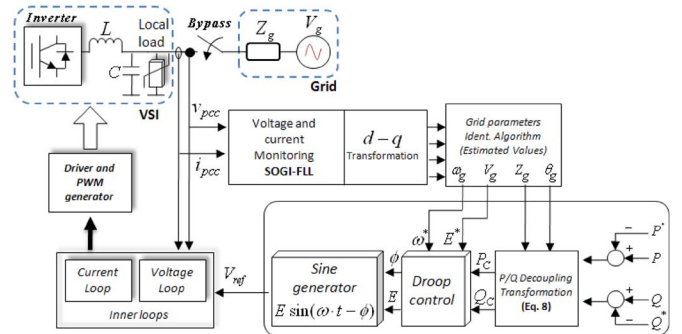 Inverter
L
C
Local
load
VSI
Bypass
Z_g
V_g
Grid
v_pcc
i_pcc
Voltage and
current
Monitoring
SOGI-FLL
d-q
Transformation
Grid parameters
Ident. Algorithm
(Estimated Values)
ω_g V_g Z_g θ_g
Driver and
PWM
generator
Current
Loop
Voltage
Loop
Inner loops
V_ref
Sine
generator
E sin(ω·t-ϕ)
ϕ
E
ω*
E*
Droop
control
P_C
Q_C
P/Q Decoupling
Transformation
(Eq. 8)
- P*
+ P
+ Q
- Q*